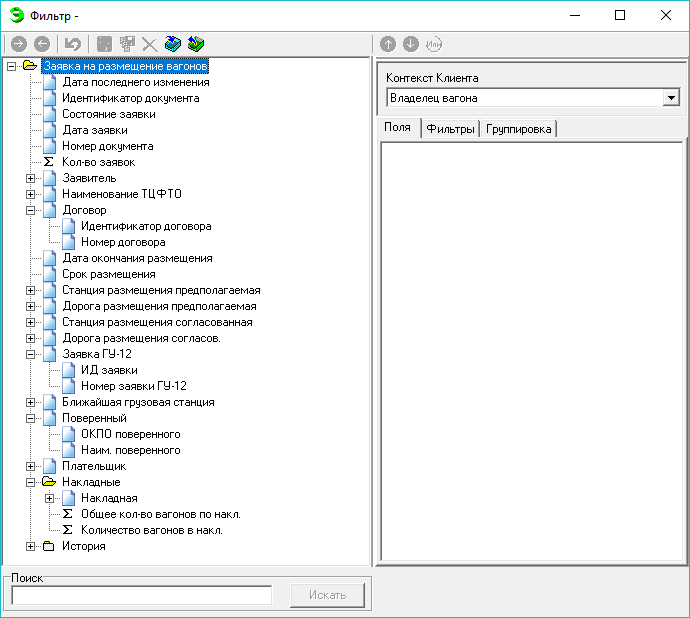 Фильтр -
Или
Заявка на размещение вагонов
Дата последнего изменения
Идентификатор документа
Состояние заявки
Дата заявки
Номер документа
Σ Кол-во заявок
Заявитель
Наименование ТЦФТО
Договор
Идентификатор договора
Номер договора
Дата окончания размещения
Срок размещения
Станция размещения предполагаемая
Дорога размещения предполагаемая
Станция размещения согласованная
Дорога размещения согласов.
Заявка ГУ-12
ИД заявки
Номер заявки ГУ-12
Ближайшая грузовая станция
Поверенный
ОКПО поверенного
Наим. поверенного
Плательщик
Накладные
Накладная
Σ Общее кол-во вагонов по накл.
Σ Количество вагонов в накл.
История
Контекст Клиента
Владелец вагона
Поля Фильтры Группировка
Поиск
Искать